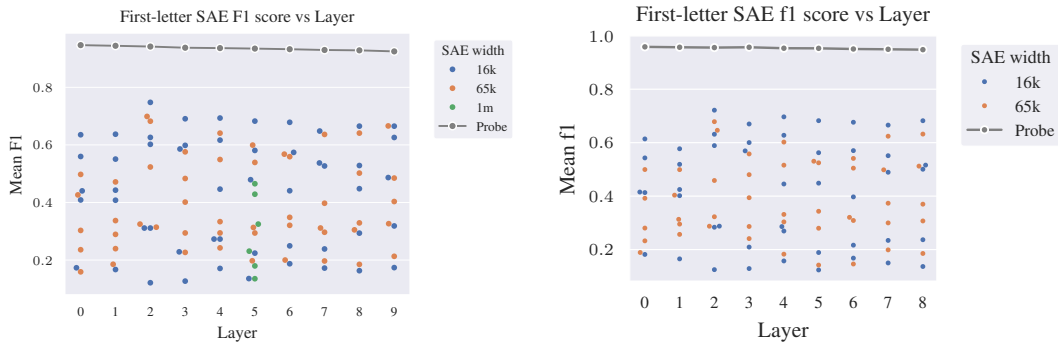 First-letter SAE F1 score vs Layer
Mean F1
0.8
0.6
0.4
0.2
0 1 2 3 4 5 6 7 8 9
Layer
SAE width
16k
65k
1m
Probe
First-letter SAE f1 score vs Layer
Mean f1
1.0
0.8
0.6
0.4
0.2
0 1 2 3 4 5 6 7 8
Layer
SAE width
16k
65k
Probe